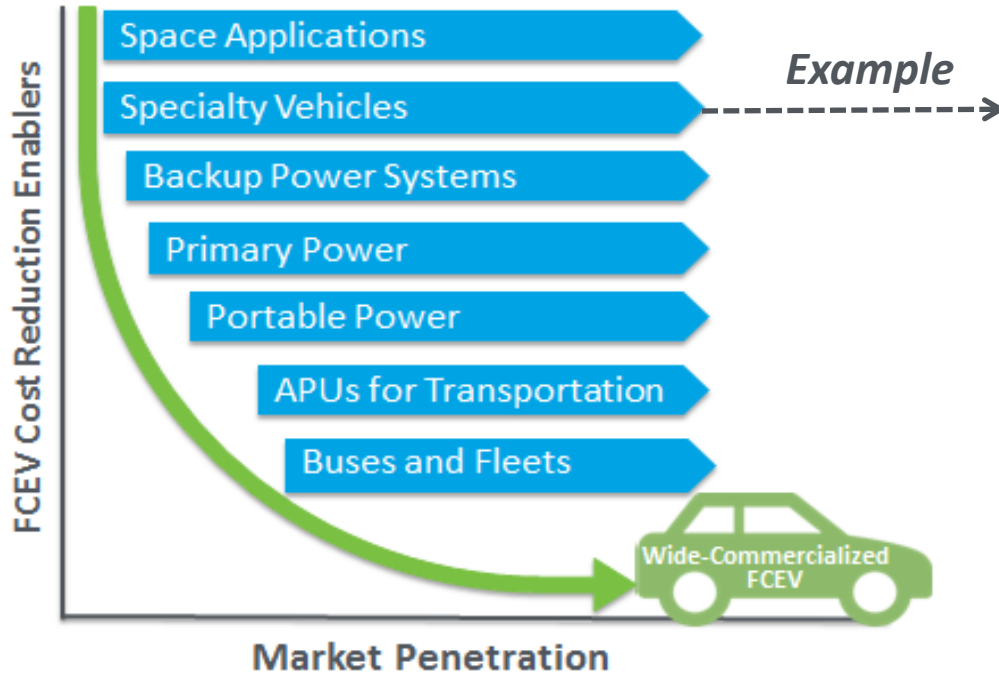 Space Applications
Example
Specialty Vehicles
Backup Power Systems
Primary Power
Portable Power
APUs for Transportation
Buses and Fleets
Wide-Commercialized
FCEV
FCEV Cost Reduction Enablers
Market Penetration